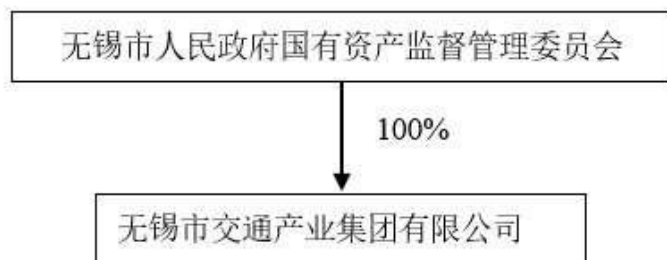 无锡市人民政府国有资产监督管理委员会
100%
无锡市交通产业集团有限公司